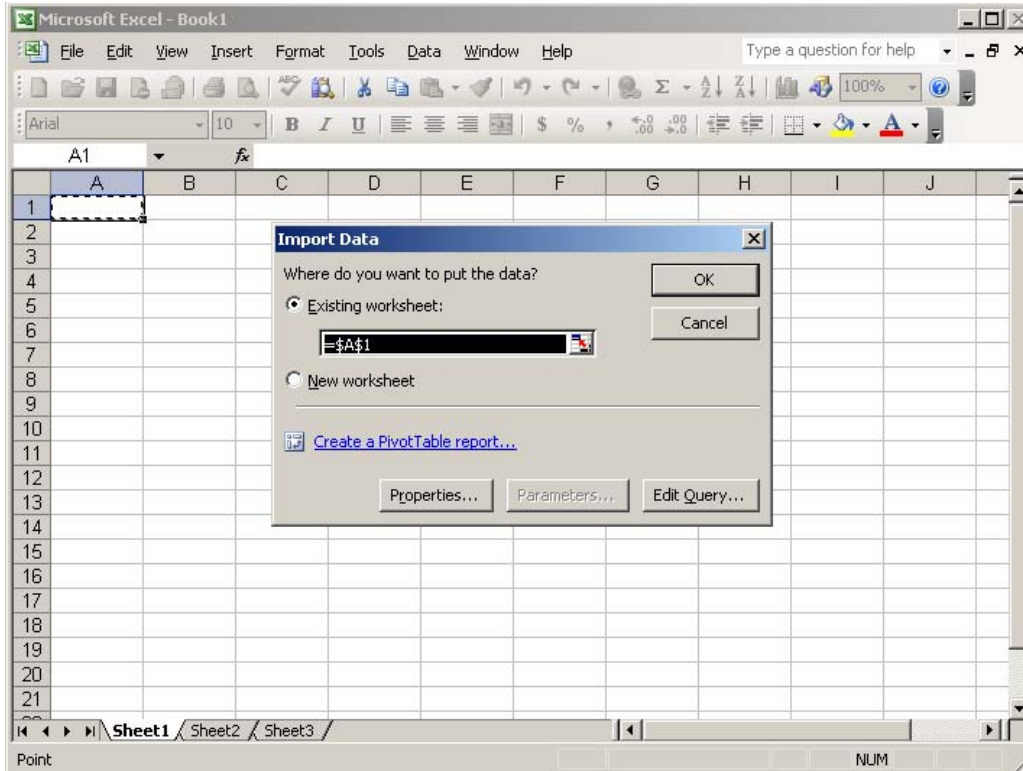 Microsoft Excel - Book1
File Edit View Insert Format Tools Data Window Help Type a question for help
ABC Σ A Z Z A 100%
Arial 10 B I U $ % , .00 .00 A
A1 fx
A B C D E F G H I J
1
2
3
4
5
6
7
8
9
10
11
12
13
14
15
16
17
18
19
20
21
Import Data
Where do you want to put the data?
OK
Existing worksheet:
Cancel
=$A$1
New worksheet
Create a PivotTable report...
Properties... Parameters... Edit Query...
Sheet1 Sheet2 Sheet3
Point NUM